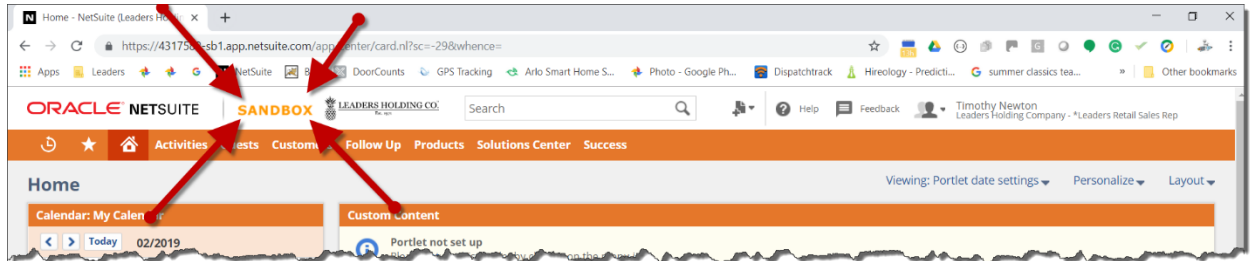 Home - NetSuite (Leaders Hol
https://4317503-sb1.app.netsuite.com/app center/card.nl?sc=-29&whence=
Apps Leaders G NetSuite DoorCounts GPS Tracking Arlo Smart Home S... Photo - Google Ph... Dispatchtrack Hireology - Predicti... G summer classics tea... » Other bookmarks
ORACLE NETSUITE SANDBOX LEADERS HOLDING CO. Search Help Feedback Timothy Newton
Leaders Holding Company - *Leaders Retail Sales Rep
Activities Custom Follow Up Products Solutions Center Success
Home Viewing: Portlet date settings Personalize Layout
Calendar: My Calen Custom Content
< > Today 02/2019 Portlet not set up